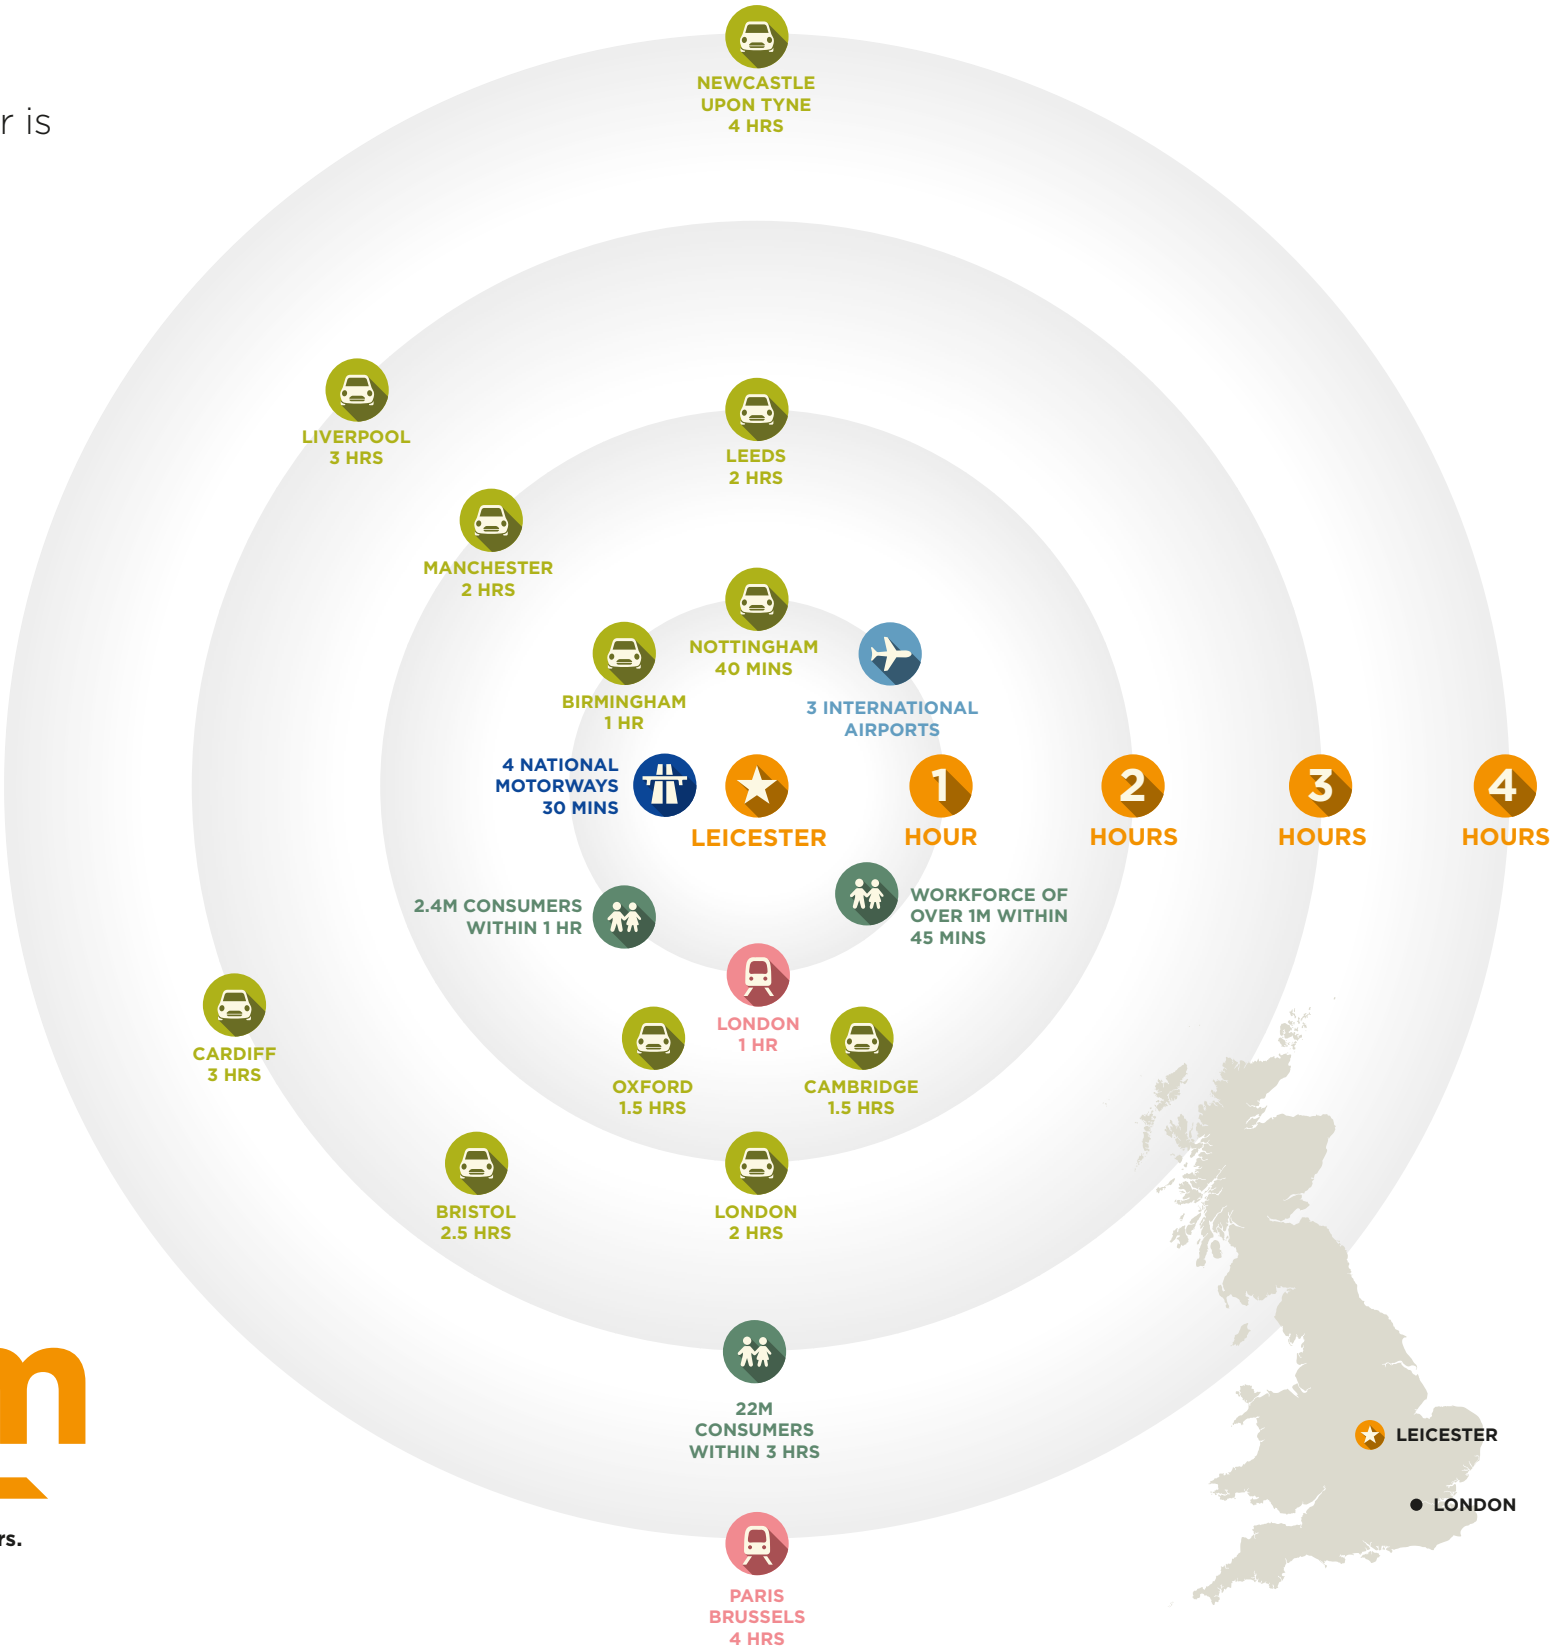 NEWCASTLE
UPON TYNE
4 HRS
r is
LIVERPOOL
3 HRS
LEEDS
2 HRS
MANCHESTER
2 HRS
NOTTINGHAM
40 MINS
BIRMINGHAM
1 HR
3 INTERNATIONAL
AIRPORTS
4 NATIONAL
MOTORWAYS
30 MINS
LEICESTER
1
HOUR
2
HOURS
3
HOURS
4
HOURS
2.4M CONSUMERS
WITHIN 1 HR
WORKFORCE OF
OVER 1M WITHIN
45 MINS
LONDON
1 HR
CARDIFF
3 HRS
OXFORD
1.5 HRS
CAMBRIDGE
1.5 HRS
BRISTOL
2.5 HRS
LONDON
2 HRS
m
22M
CONSUMERS
WITHIN 3 HRS
LEICESTER
LONDON
rs.
PARIS
BRUSSELS
4 HRS